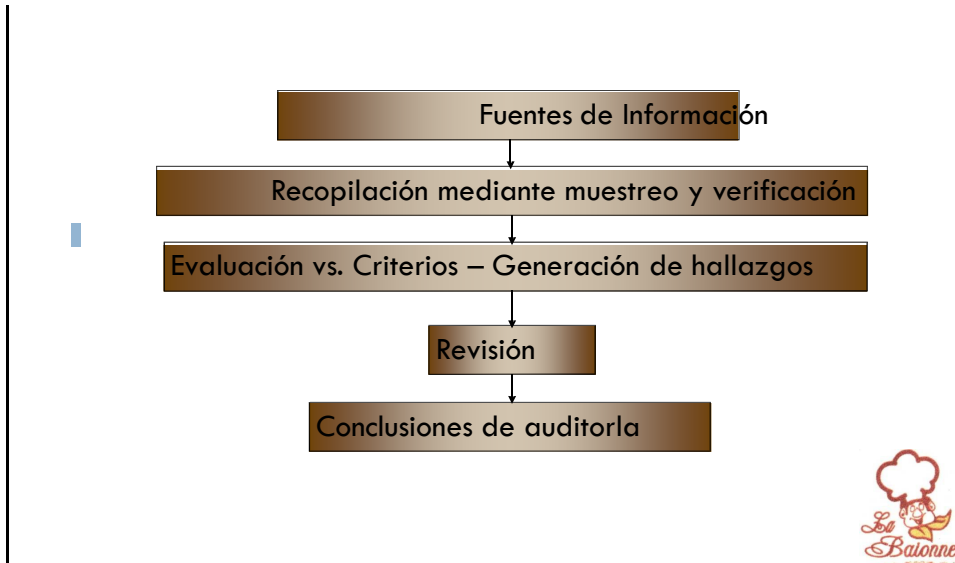 Fuentes de Información
Recopilación mediante muestreo y verificación
Evaluación vs. Criterios – Generación de hallazgos
Revisión
Conclusiones de auditorla
La
Baionne